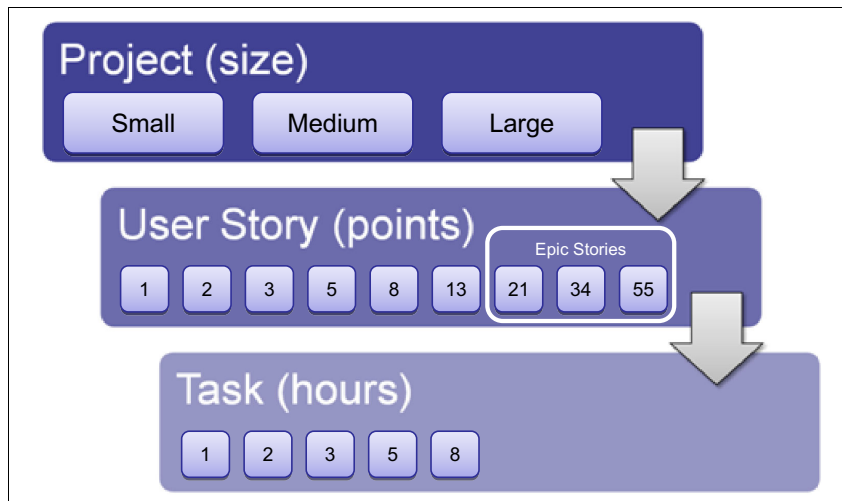 Project (size)
Small Medium Large
User Story (points)
Epic Stories
1 2 3 5 8 13 21 34 55
Task (hours)
1 2 3 5 8